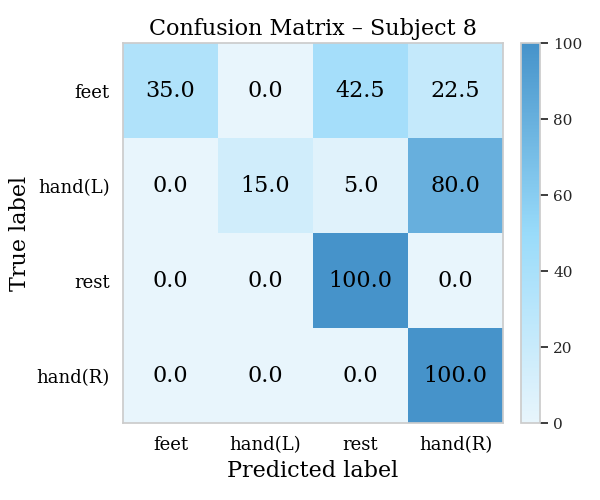 Confusion Matrix – Subject 8
True label
feet 35.0 0.0 42.5 22.5
hand(L) 0.0 15.0 5.0 80.0
rest 0.0 0.0 100.0 0.0
hand(R) 0.0 0.0 0.0 100.0
feet hand(L) rest hand(R)
Predicted label
100
80
60
40
20
0